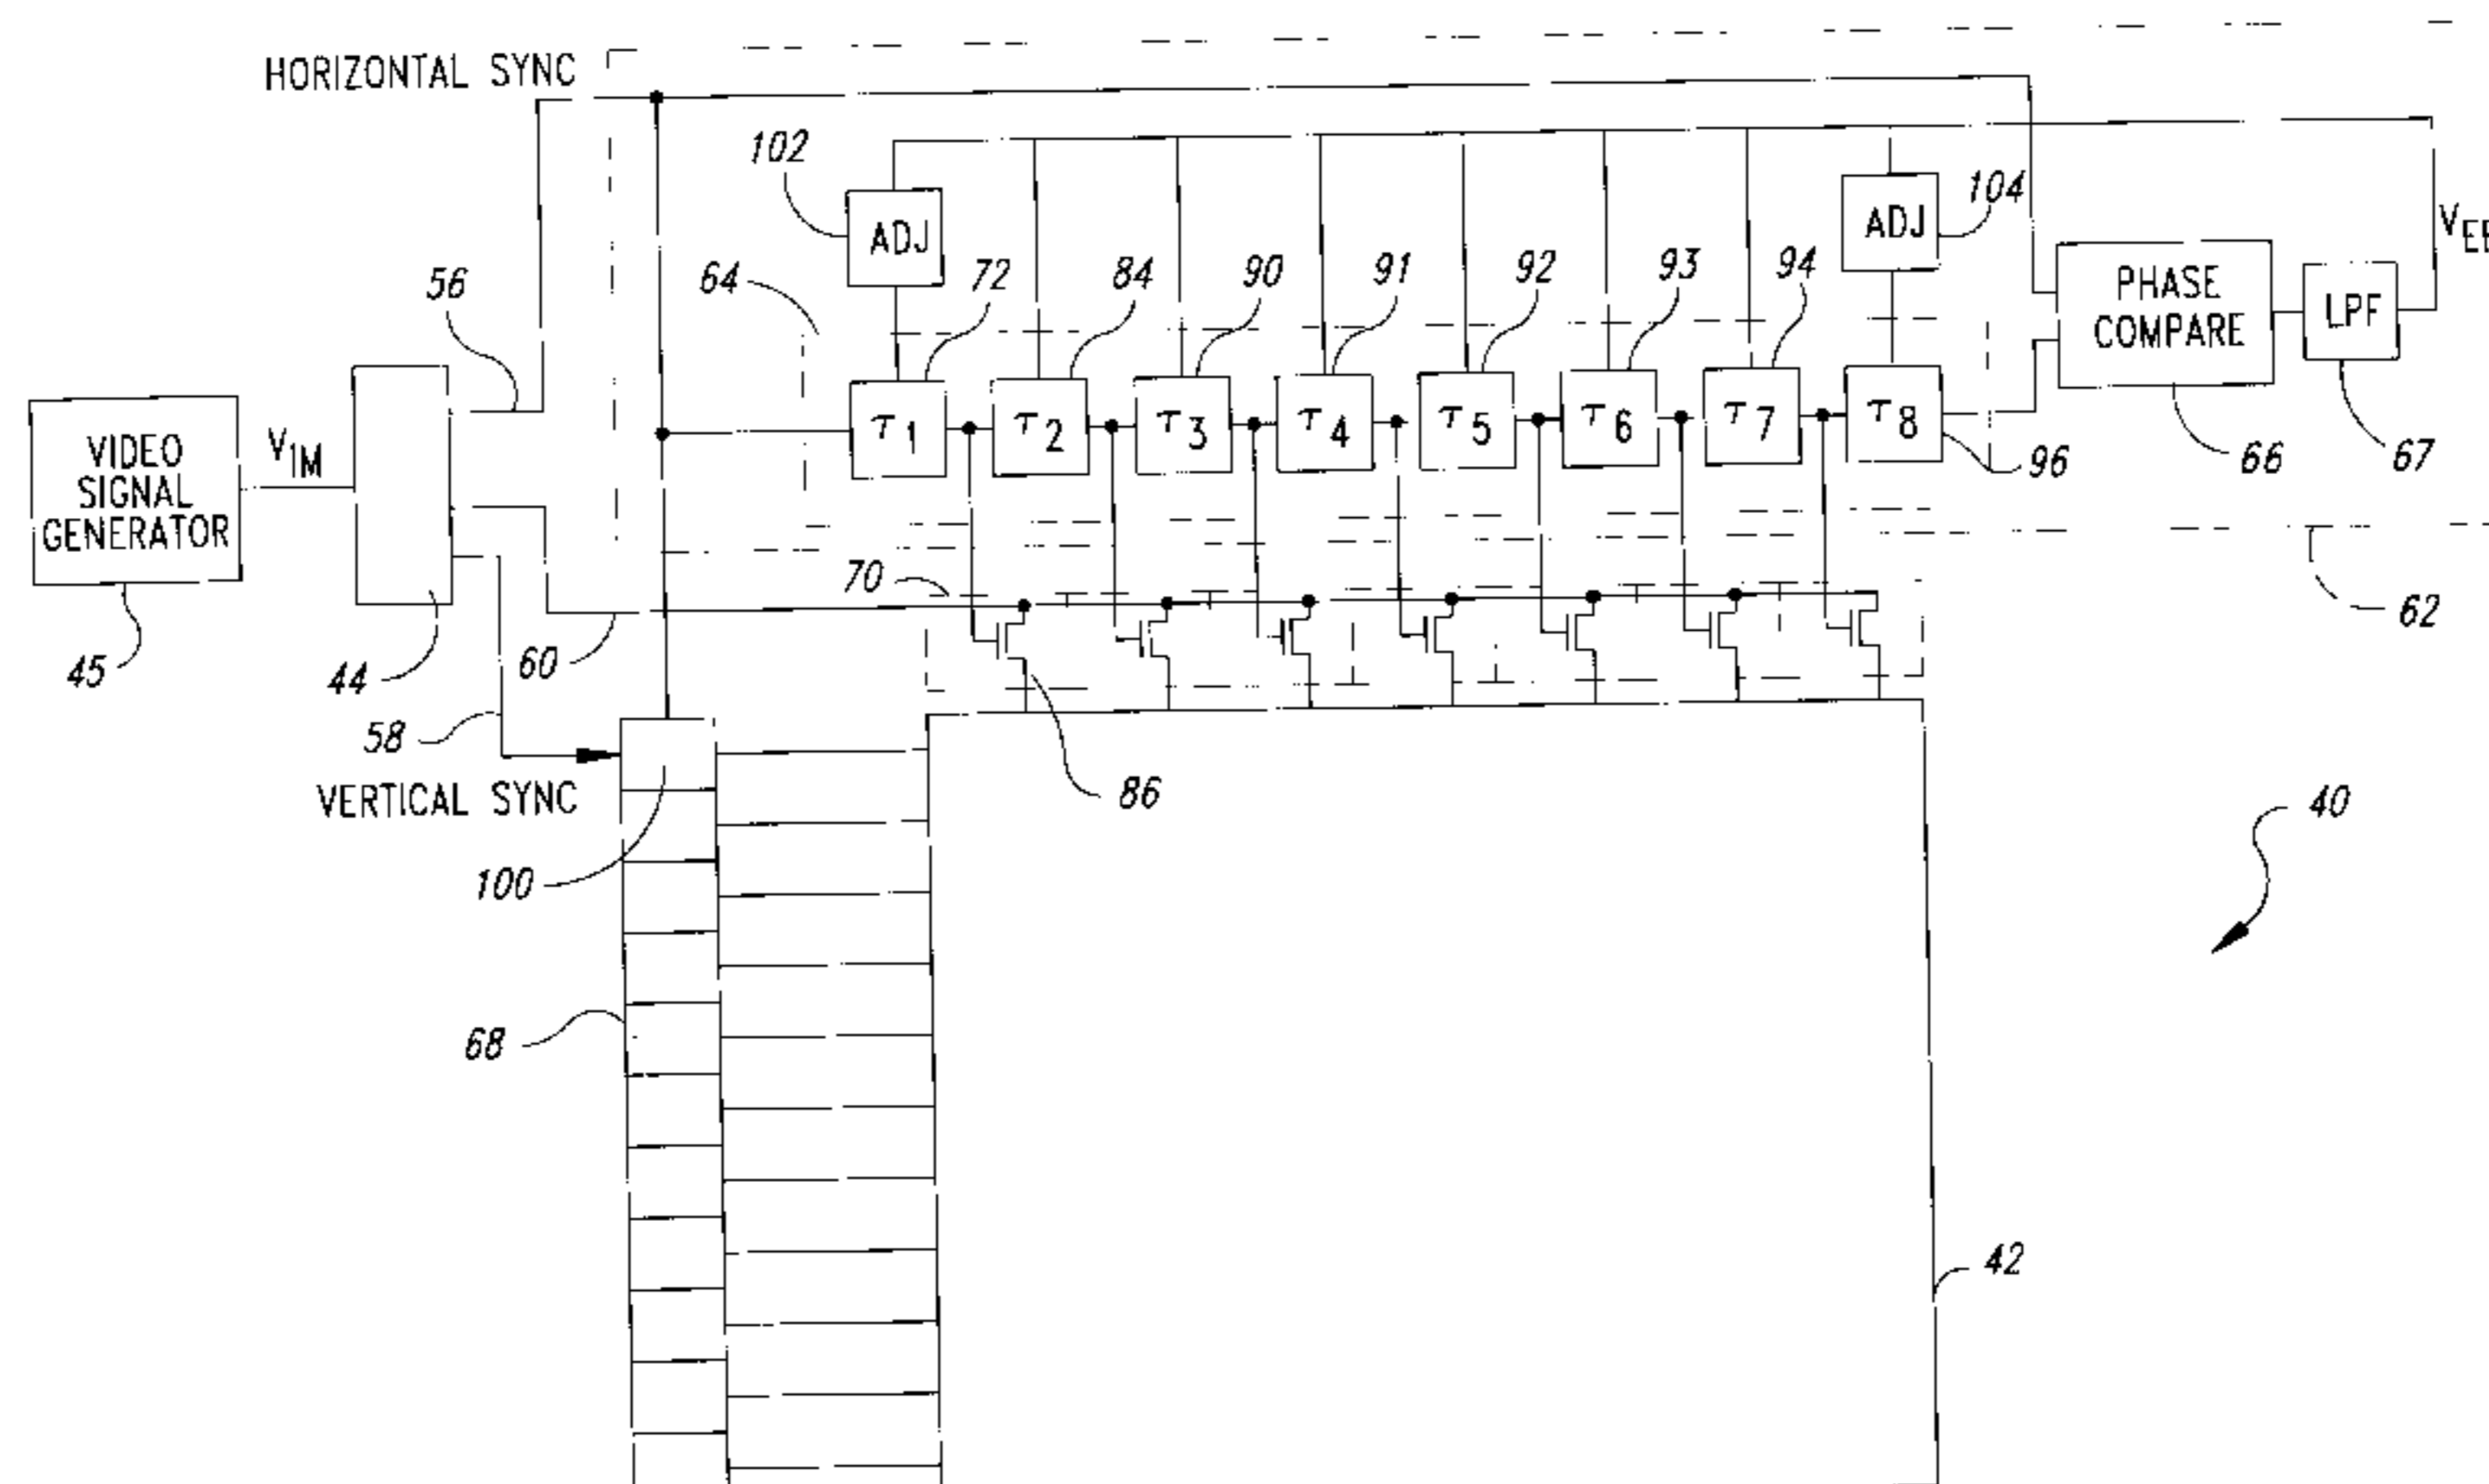 HORIZONTAL SYNC
102
ADJ
104
ADJ
64
72
84
90
91
92
93
94
56
PHASE
COMPARE
LPF
τ1
τ2
τ3
τ4
τ5
τ6
τ7
τ8
VIDEO
SIGNAL
GENERATOR
V1M
96
66
67
70
62
45
44
60
58
86
VERTICAL SYNC
40
100
68
42